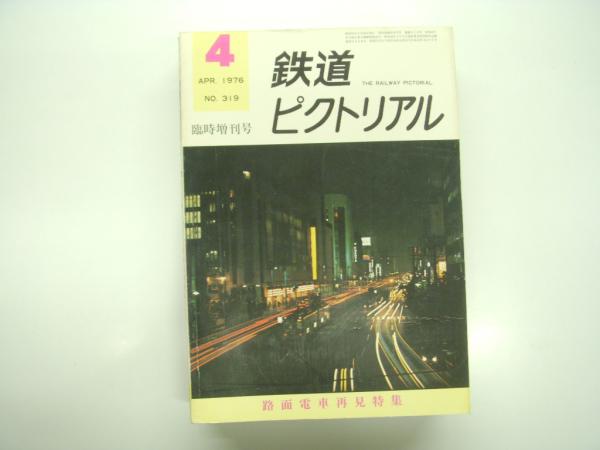 4
APR. 1976
NO. 319
臨時増刊号
鉄道
THE RAILWAY PICTORIAL
ピクトリアル
路面電車再見特集